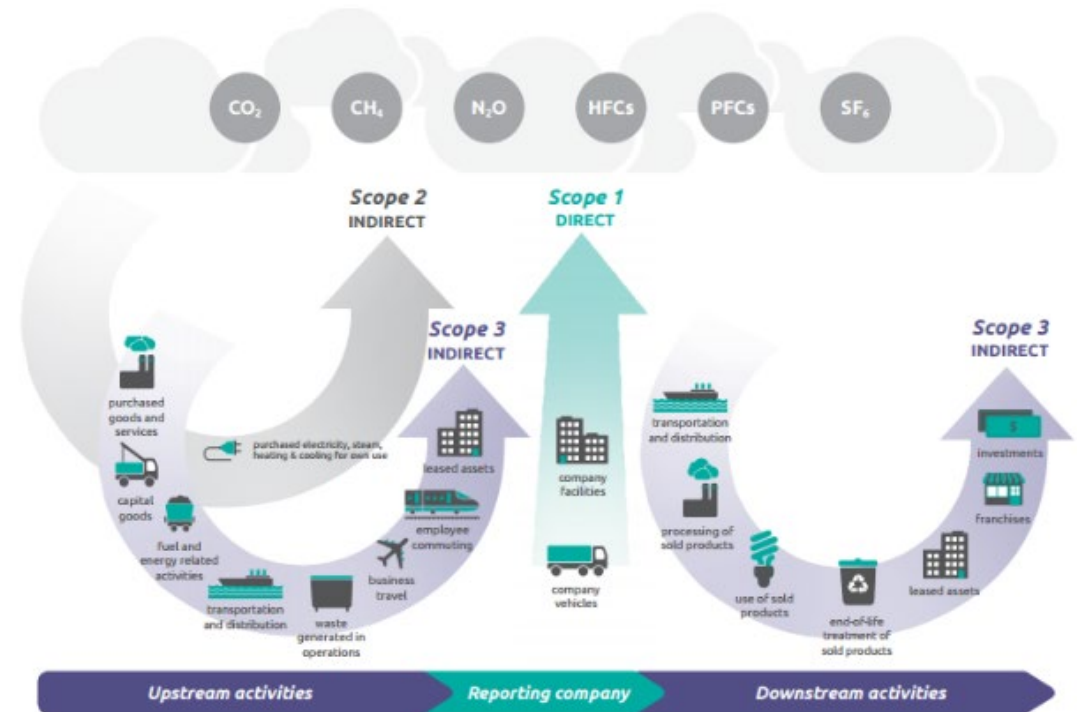 CO₂
CH₄
N₂O
HFCs
PFCs
SF₆
Scope 2
INDIRECT
Scope 1
DIRECT
Scope 3
INDIRECT
Scope 3
INDIRECT
purchased
goods and
services
capital
goods
fuel and
energy related
activities
transportation
and distribution
waste
generated in
operations
business
travel
employee
commuting
leased assets
purchased electricity, steam,
heating & cooling for own use
company
facilities
company
vehicles
transportation
and distribution
processing of
sold products
use of sold
products
end-of-life
treatment of
sold products
leased assets
franchises
investments
$
Upstream activities
Reporting company
Downstream activities